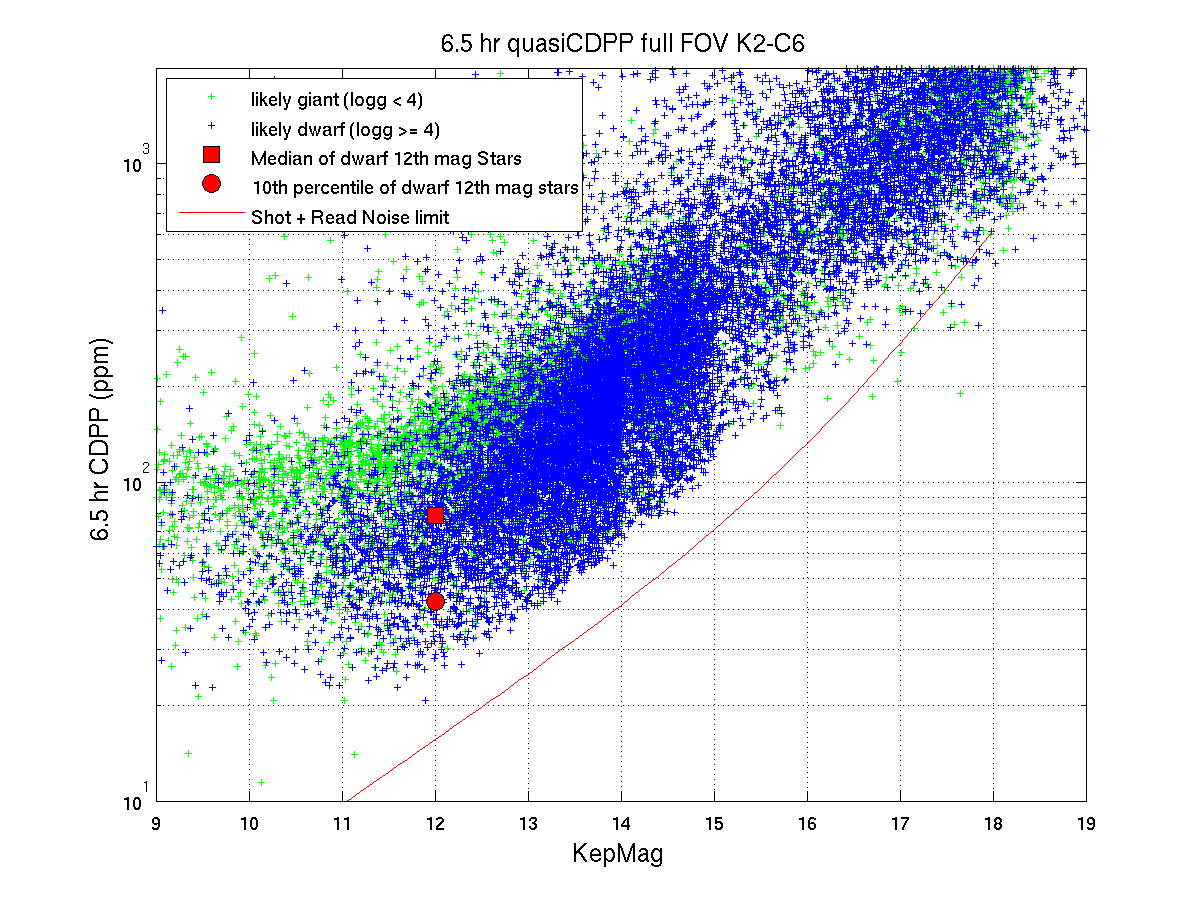 6.5 hr quasiCDPP full FOV K2-C6
likely giant (logg < 4)
likely dwarf (logg >= 4)
Median of dwarf 12th mag Stars
10th percentile of dwarf 12th mag stars
Shot + Read Noise limit
6.5 hr CDPP (ppm)
10^3
10^2
10^1
9 10 11 12 13 14 15 16 17 18 19
KepMag